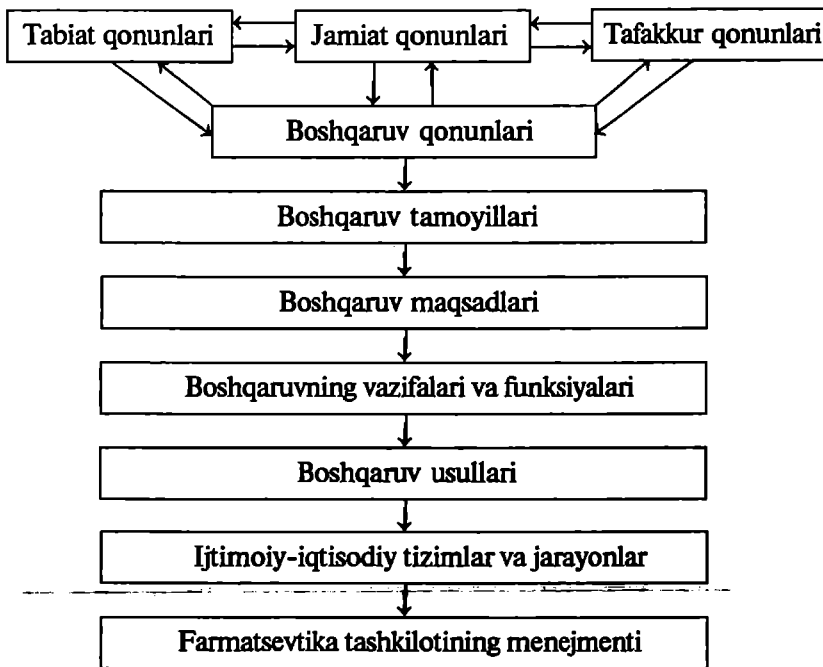 Tabiat qonunlari
Jamiat qonunlari
Tafakkur qonunlari
Boshqaruv qonunlari
Boshqaruv tamoyillari
Boshqaruv maqsadlari
Boshqaruvning vazifalari va funksiyalari
Boshqaruv usullari
Ijtimoiy-iqtisodiy tizimlar va jarayonlar
Farmatsevtika tashkilotining menejmenti